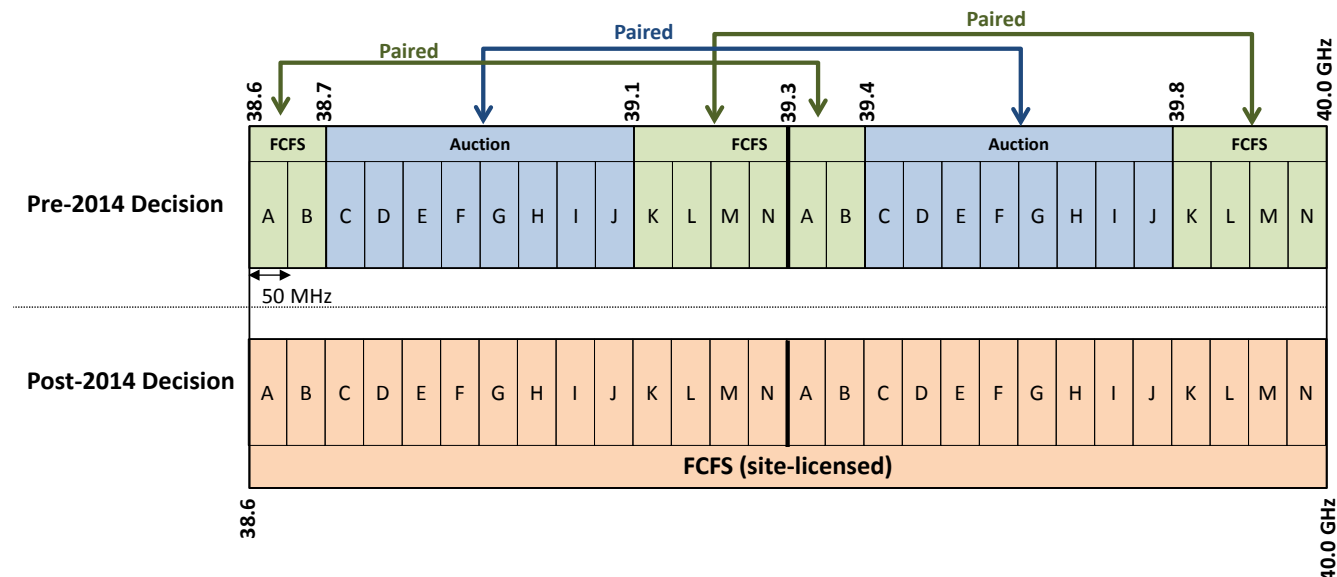 Paired
Paired
Paired
38.6
38.7
39.1
39.3
39.4
39.8
40.0 GHz
FCFS
Auction
FCFS
Auction
FCFS
Pre-2014 Decision
A B C D E F G H I J K L M N A B C D E F G H I J K L M N
50 MHz
Post-2014 Decision
A B C D E F G H I J K L M N A B C D E F G H I J K L M N
FCFS (site-licensed)
38.6
40.0 GHz